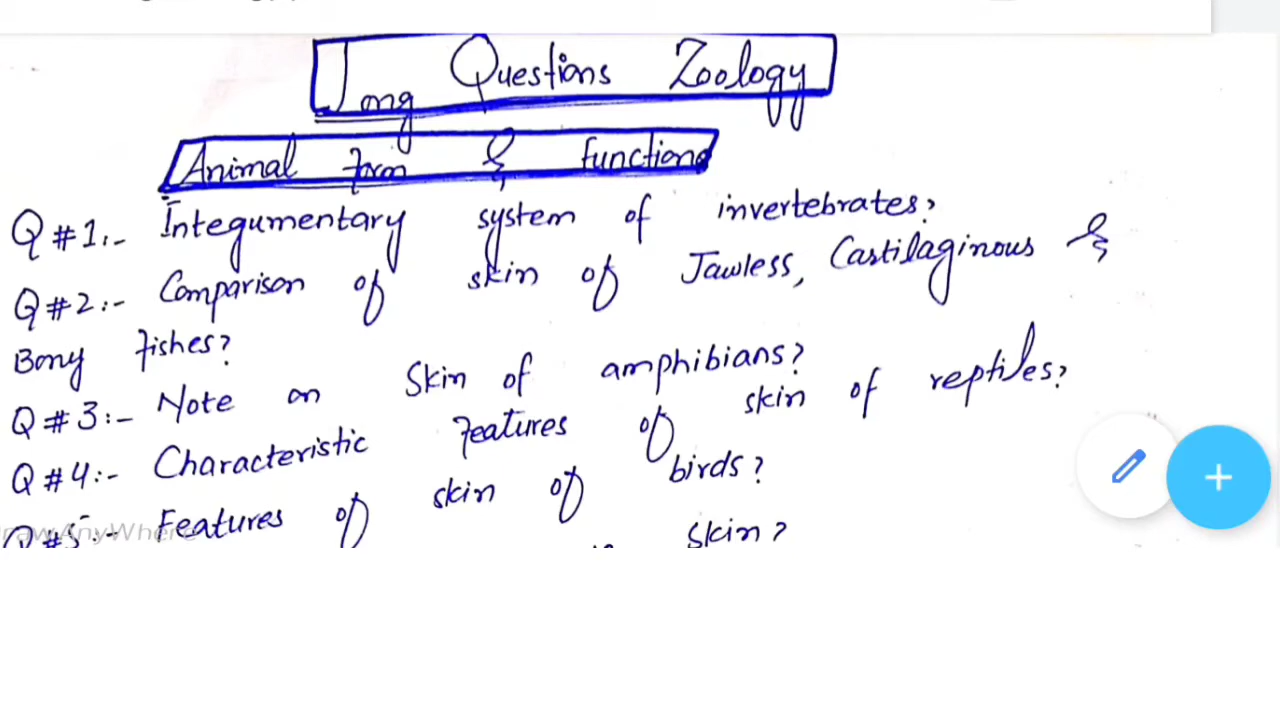 Long Questions Zoology
Animal form & functions
Q #1:- Integumentary system of invertebrates?
Q #2:- Comparison of skin of Jawless, Castilaginous &
Bony fishes?
Q #3:- Note on Skin of amphibians?
Q #4:- Characteristic features of skin of reptiles?
Q #5:- Features of skin of birds?
skin?